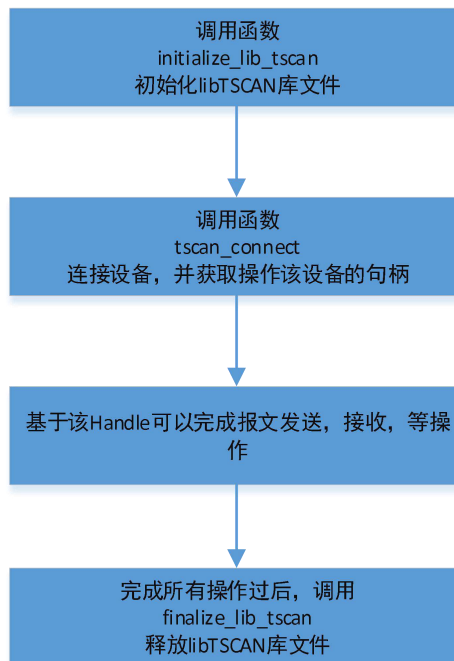 调用函数
initialize_lib_tscan
初始化libTSCAN库文件
调用函数
tscan_connect
连接设备，并获取操作该设备的句柄
基于该Handle可以完成报文发送，接收，等操
作
完成所有操作过后，调用
finalize_lib_tscan
释放libTSCAN库文件